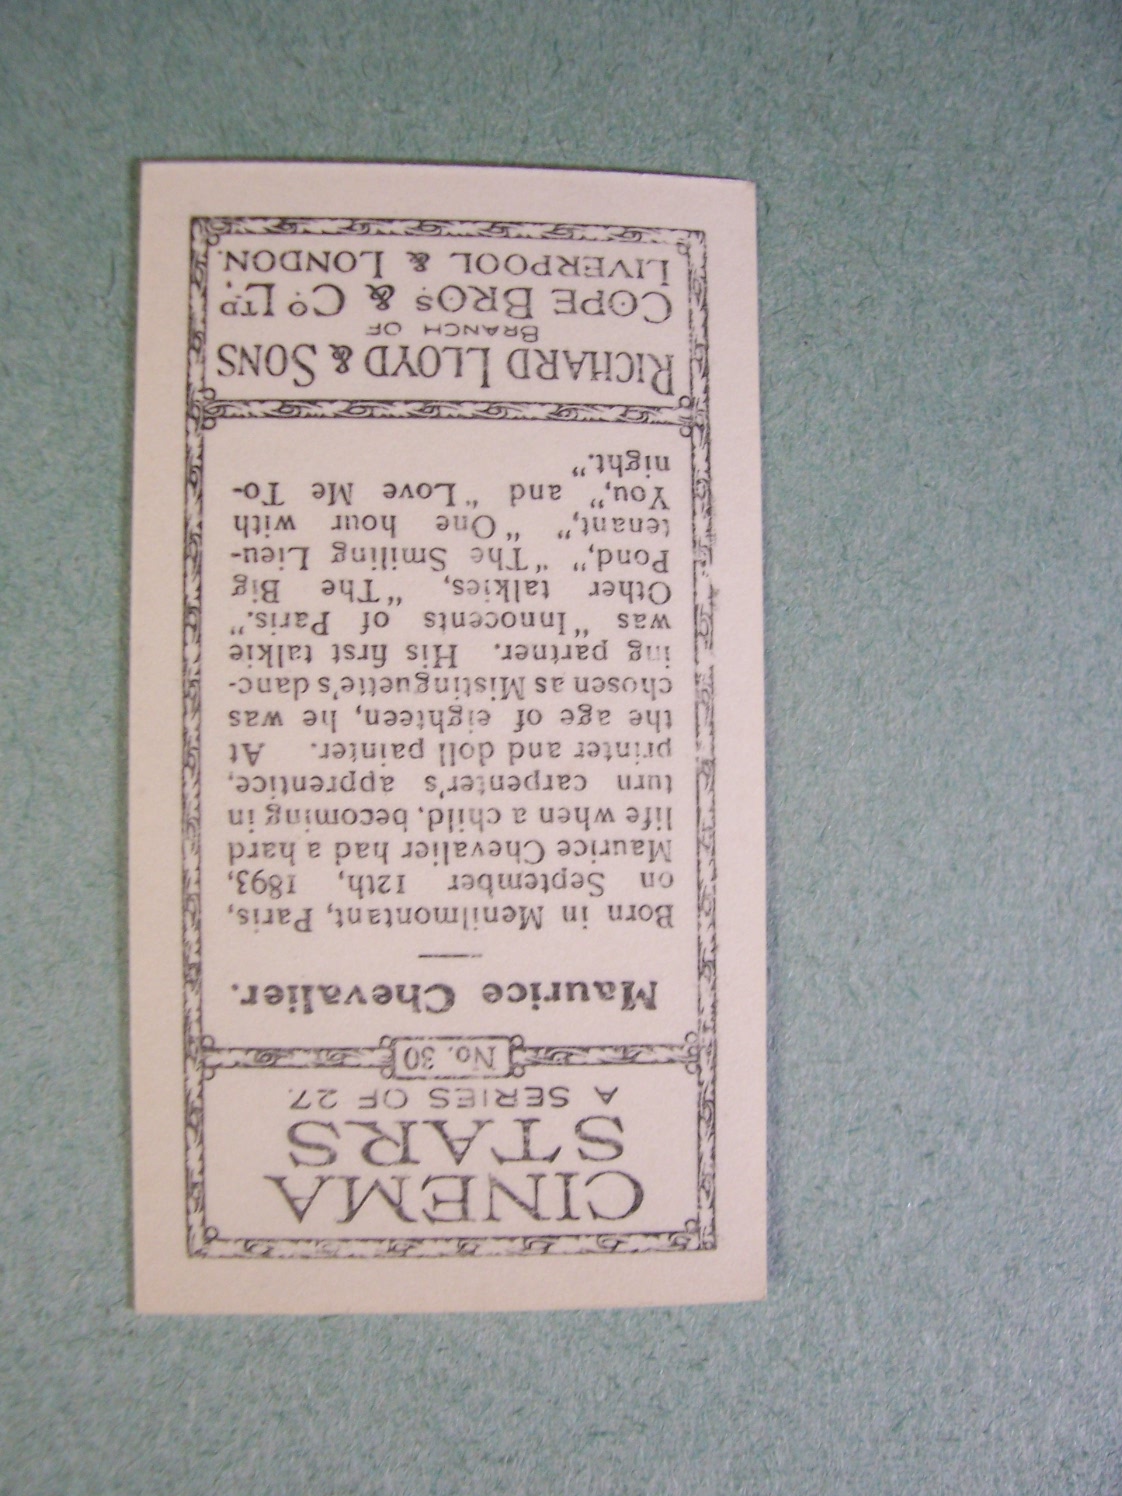 CINEMA
STARS
A SERIES OF 27.
No. 30
Maurice Chevalier.
Born in Menilmontant, Paris,
on September 12th, 1893,
Maurice Chevalier had a hard
life when a child, becoming in
turn carpenter's apprentice,
printer and doll painter. At
the age of eighteen, he was
chosen as Mistinguette's danc-
ing partner. His first talkie
was "Innocents of Paris."
Other talkies, "The Big
Pond," "The Smiling Lieu-
tenant," "One hour with
You," and "Love Me To-
night."
RICHARD LLOYD & SONS
BRANCH OF
COPE BROS & CO LTD.
LIVERPOOL & LONDON.